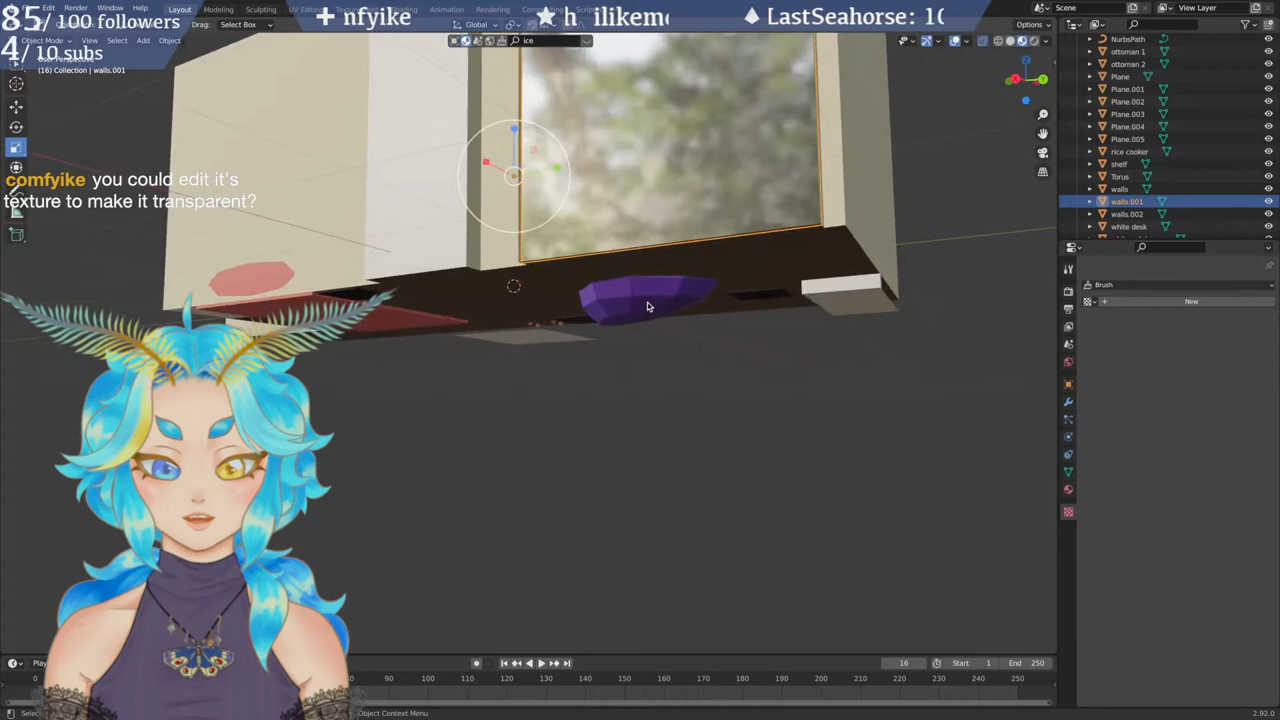 85/100 followers
4/10 subs
+ nfyike
★ h ilikeme
LastSeahorse: 10
Render Window Help
Layout Modeling Sculpting UV Editing Shading Animation Rendering
Scene
View Layer
Drag: Select Box
Global
Options
Object Mode View Select Add Object
ice
(16) Collection | walls.001
comfyike you could edit it's
texture to make it transparent?
NurbsPath
ottoman 1
ottoman 2
Plane
Plane.001
Plane.002
Plane.003
Plane.004
Plane.005
rice cooker
shelf
Torus
walls
walls.001
walls.002
white desk
Brush
New
16
Start 1
End 250
0
80 90 100 110 120 130 140 150 160 170 180 190 200 210 220 230 240 250
Object Context Menu
2.92.0